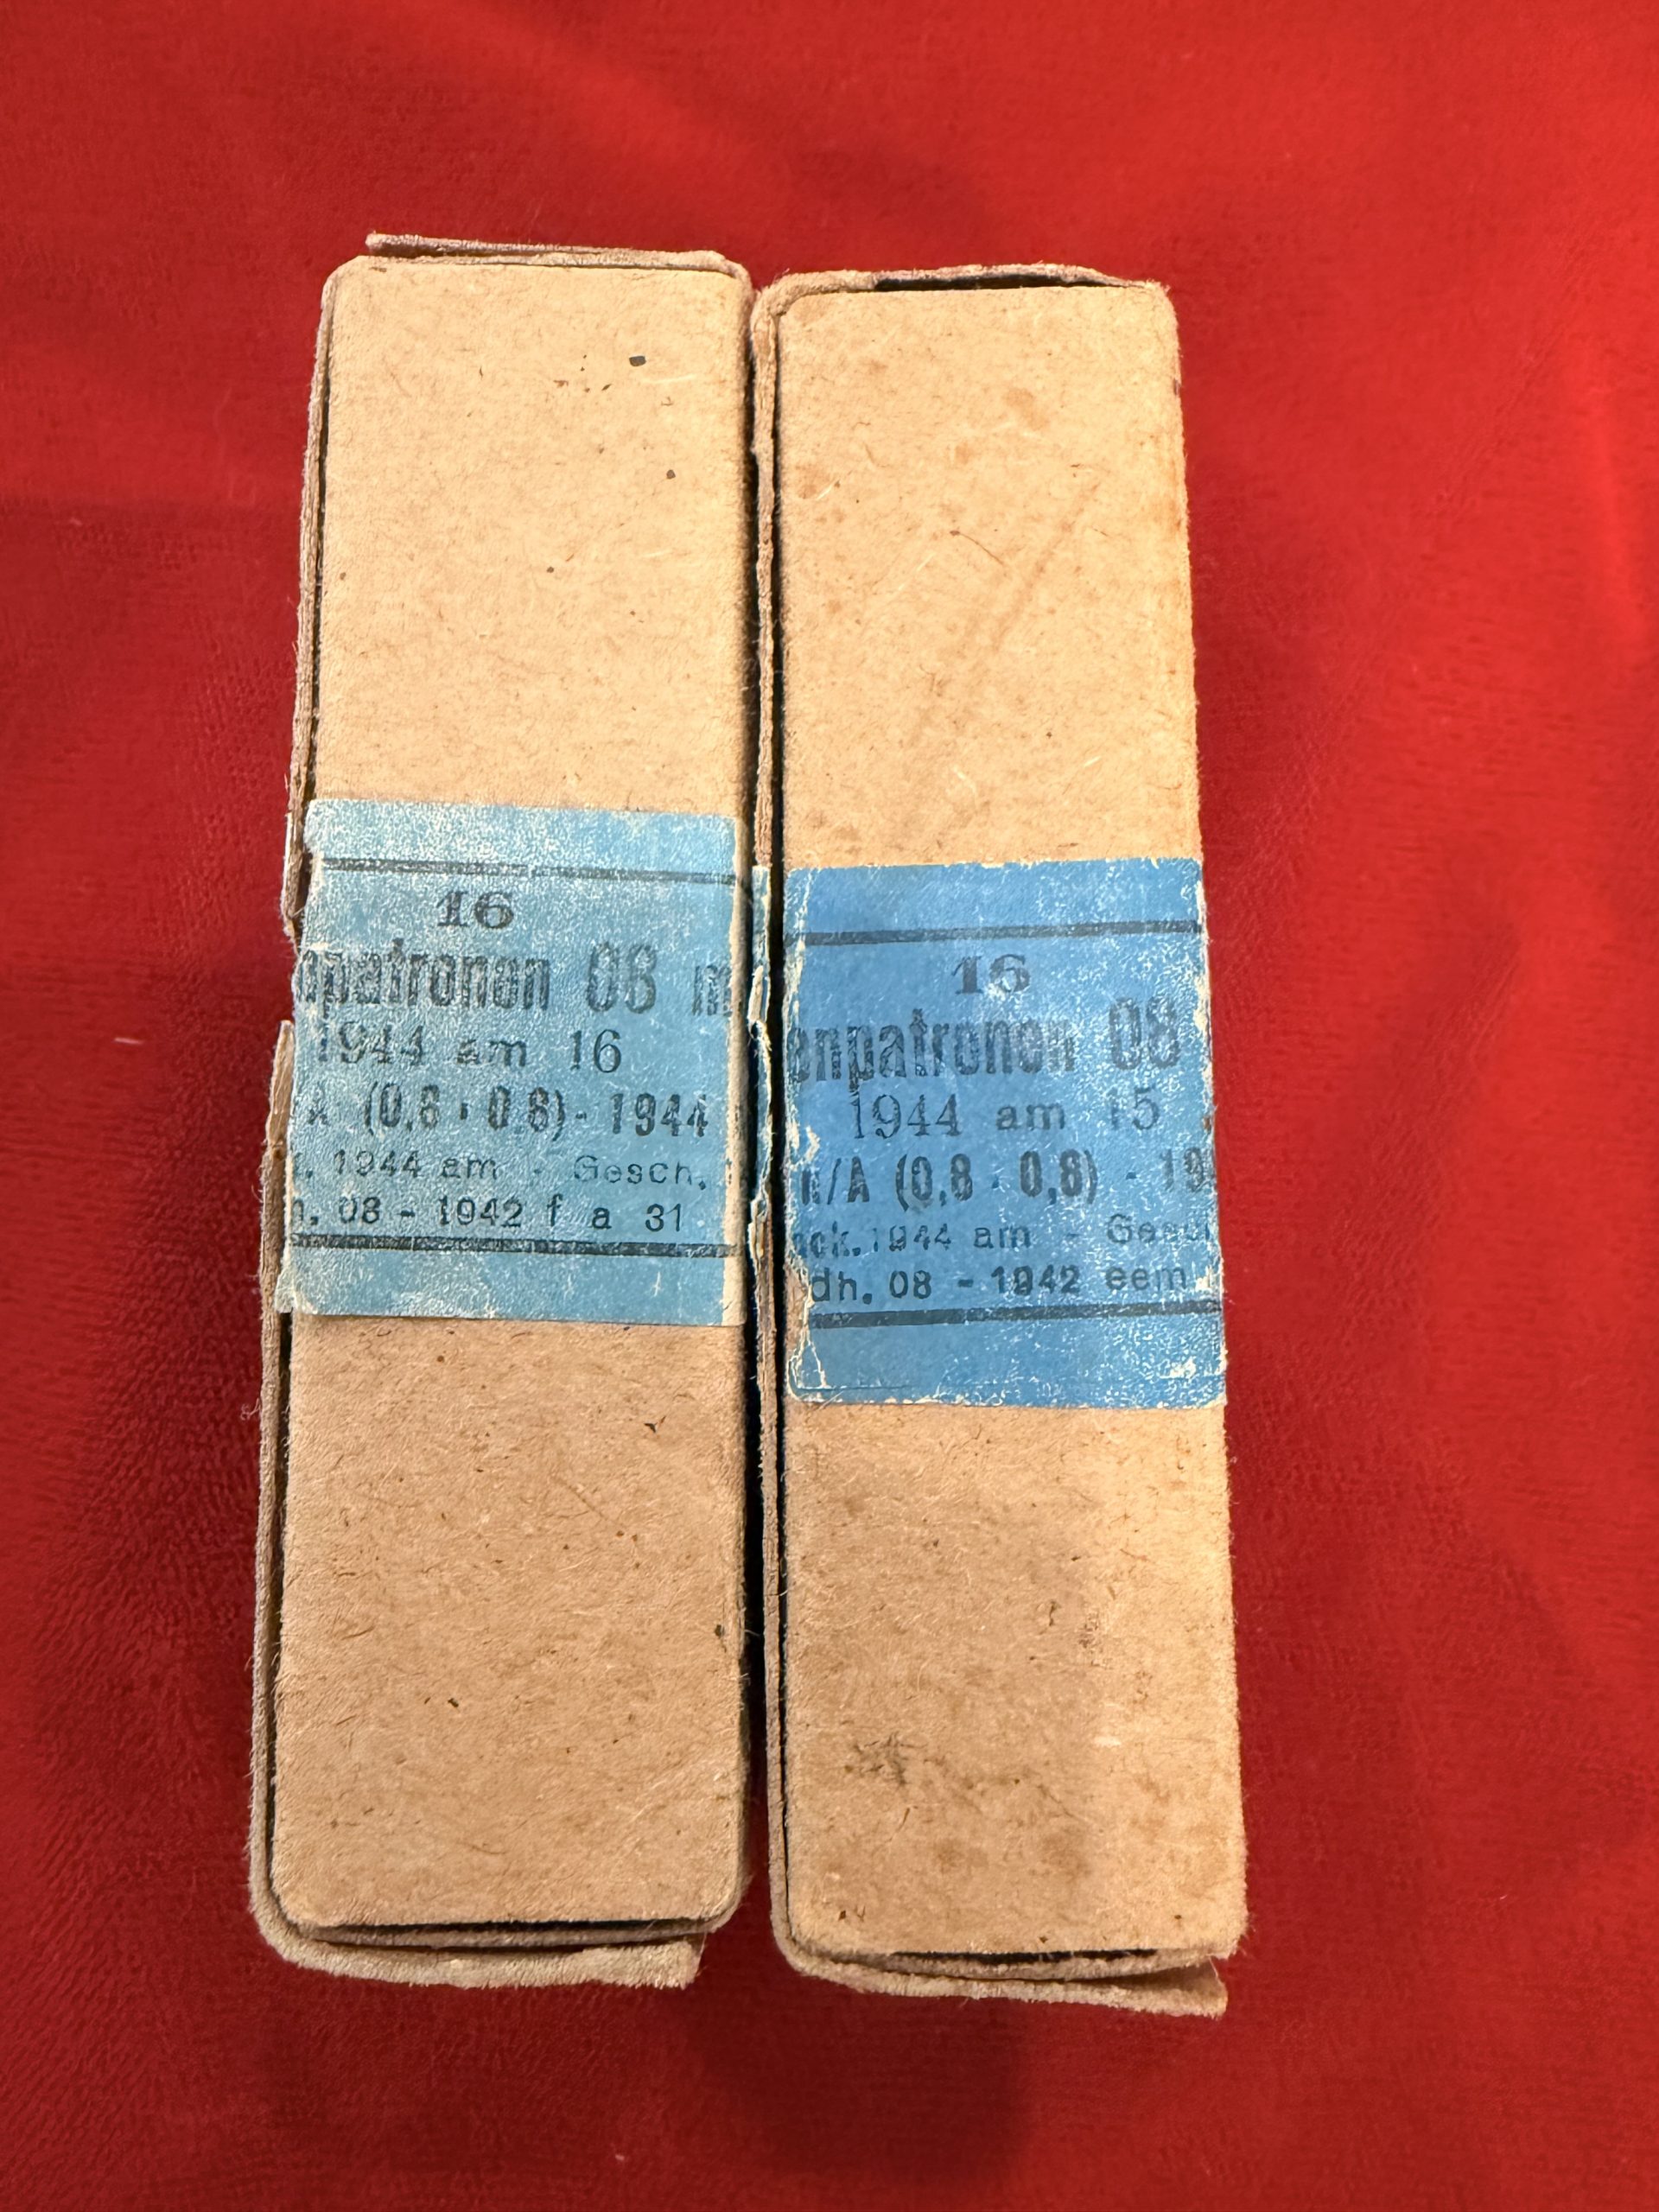 16
npatronen 08 m
1944 am 16
A (0,8 · 0,8) - 1944
. 1944 am - Gesch.
. 08 - 1942 f a 31
16
enpatronen 08
1944 am 15
n/A (0,8 · 0,8) - 19
ck. 1944 am - Gesch
dh. 08 - 1942 eem